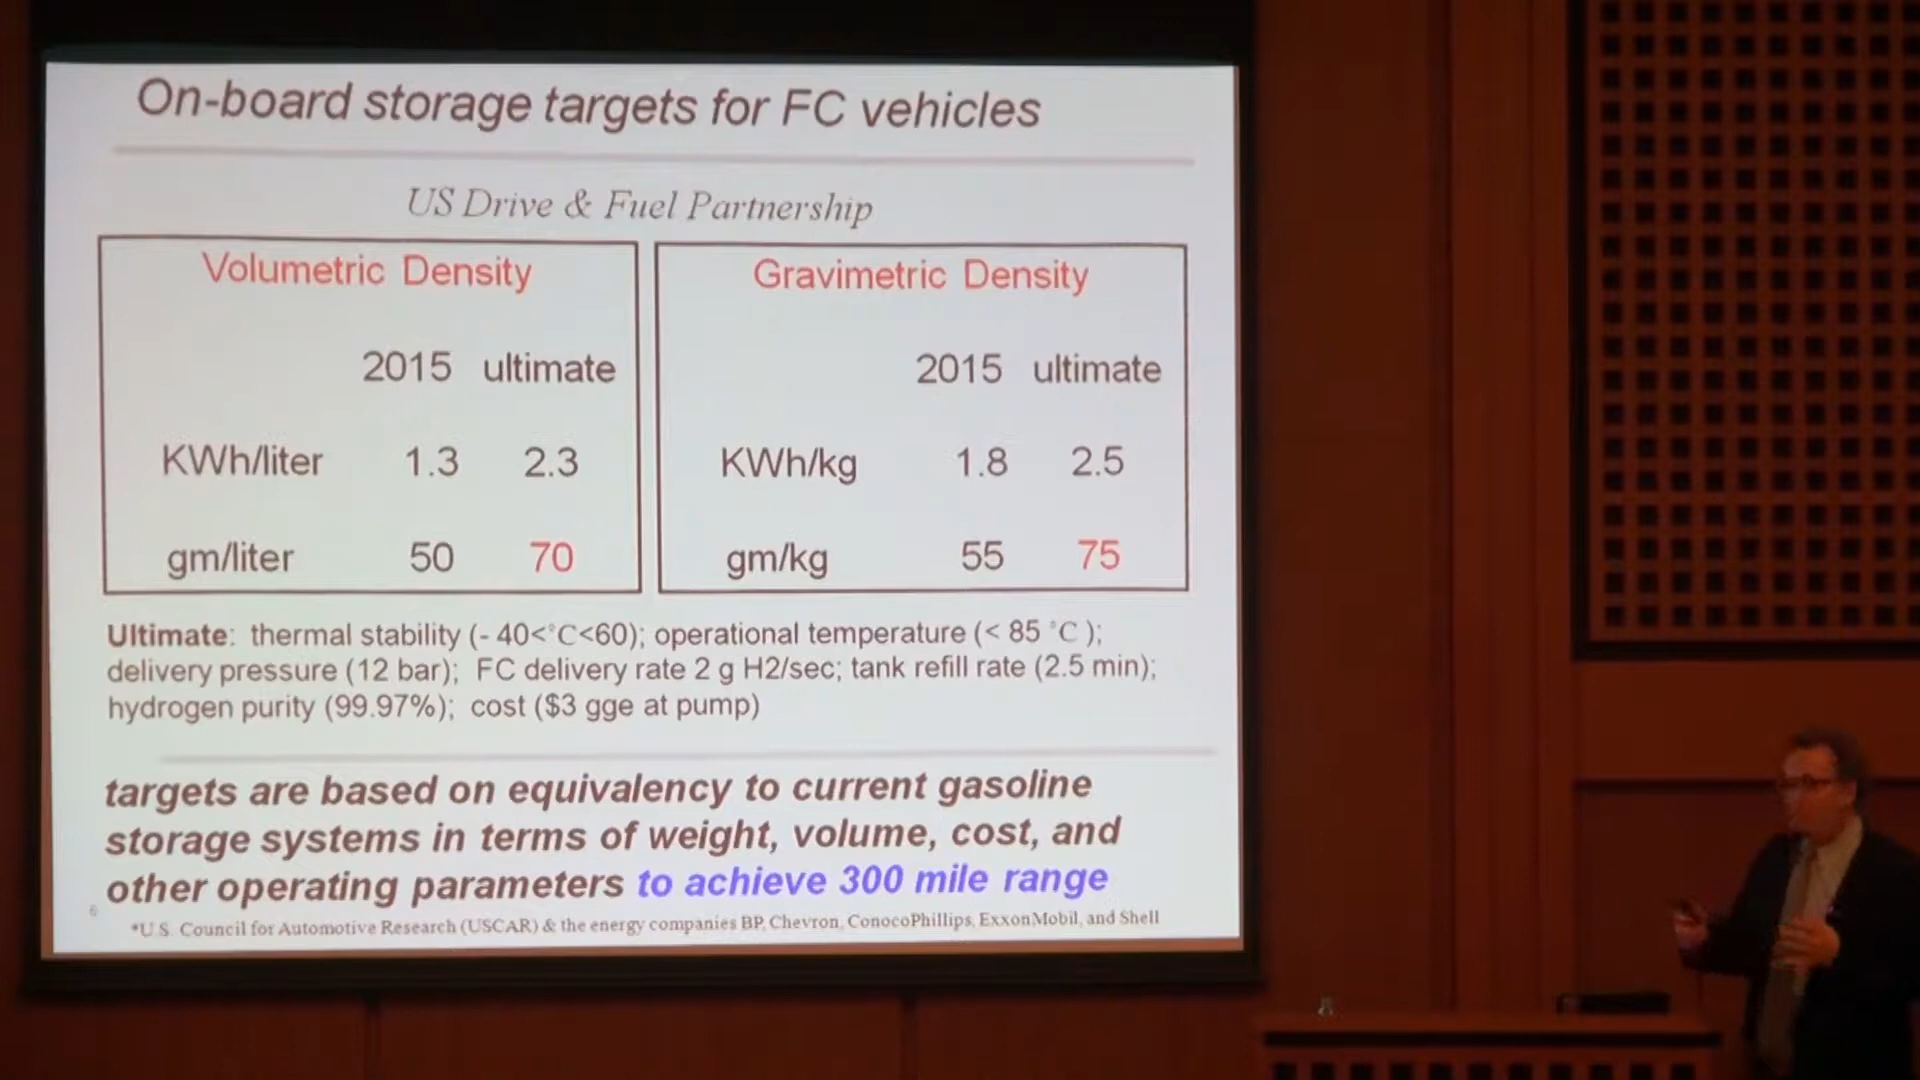 On-board storage targets for FC vehicles
US Drive & Fuel Partnership
Volumetric Density
2015 ultimate
KWh/liter 1.3 2.3
gm/liter 50 70
Gravimetric Density
2015 ultimate
KWh/kg 1.8 2.5
gm/kg 55 75
Ultimate: thermal stability (- 40<°C<60); operational temperature (< 85 °C );
delivery pressure (12 bar); FC delivery rate 2 g H2/sec; tank refill rate (2.5 min);
hydrogen purity (99.97%); cost ($3 gge at pump)
targets are based on equivalency to current gasoline
storage systems in terms of weight, volume, cost, and
other operating parameters to achieve 300 mile range
6
*U.S. Council for Automotive Research (USCAR) & the energy companies BP, Chevron, ConocoPhillips, ExxonMobil, and Shell